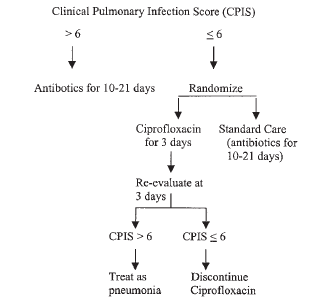 Clinical Pulmonary Infection Score (CPIS)
> 6 ≤ 6
Antibotics for 10-21 days Randomize
Ciprofloxacin Standard Care
for 3 days (antibiotics for
10-21 days)
Re-evaluate at
3 days
CPIS > 6 CPIS ≤ 6
Treat as Discontinue
pneumonia Ciprofloxacin